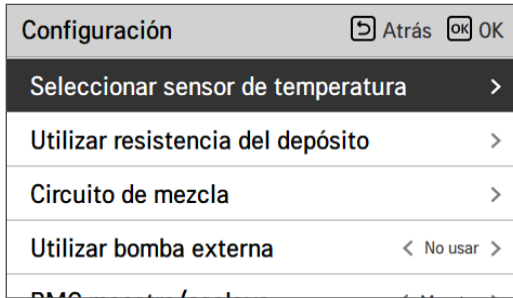 Configuración Atrás OK OK
Seleccionar sensor de temperatura >
Utilizar resistencia del depósito >
Circuito de mezcla >
Utilizar bomba externa < No usar >